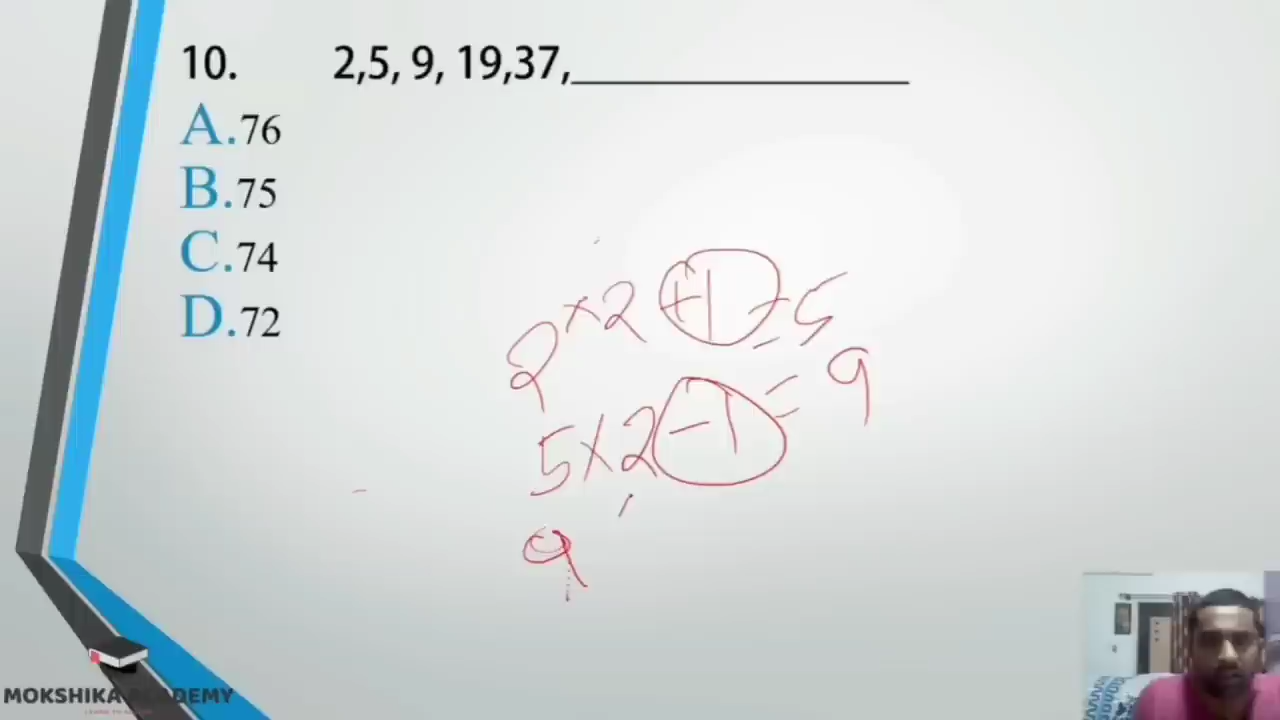 10. 2,5, 9, 19,37,
A.76
B.75
C.74
D.72
2×2 +1 = 5
5×2 -1 = 9
9
MOKSHIKA ACADEMY